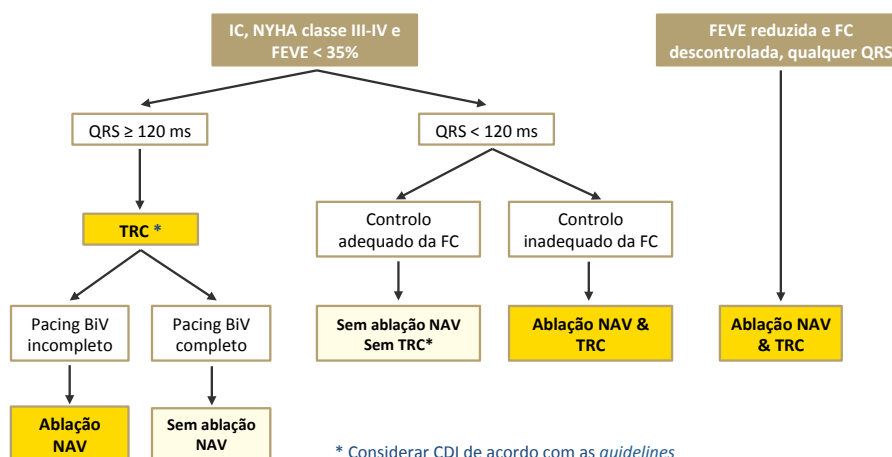 IC, NYHA classe III-IV e
FEVE < 35%
FEVE reduzida e FC
descontrolada, qualquer QRS
QRS ≥ 120 ms
QRS < 120 ms
TRC *
Controlo
adequado da FC
Controlo
inadequado da FC
Pacing BiV
incompleto
Pacing BiV
completo
Sem ablação NAV
Sem TRC*
Ablação NAV &
TRC
Ablação NAV
& TRC
Ablação
NAV
Sem ablação
NAV
* Considerar CDI de acordo com as guidelines